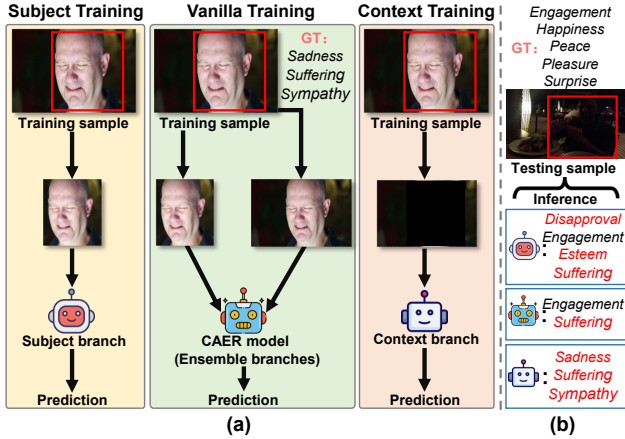 Subject Training
Training sample
Subject branch
Prediction
Vanilla Training
GT:
Sadness
Suffering
Sympathy
Training sample
CAER model
(Ensemble branches)
Prediction
Context Training
Training sample
Context branch
Prediction
(a)
Engagement
Happiness
GT: Peace
Pleasure
Surprise
Testing sample
Inference
Disapproval
Engagement
: Esteem
Suffering
: Engagement
Suffering
Sadness
: Suffering
Sympathy
(b)